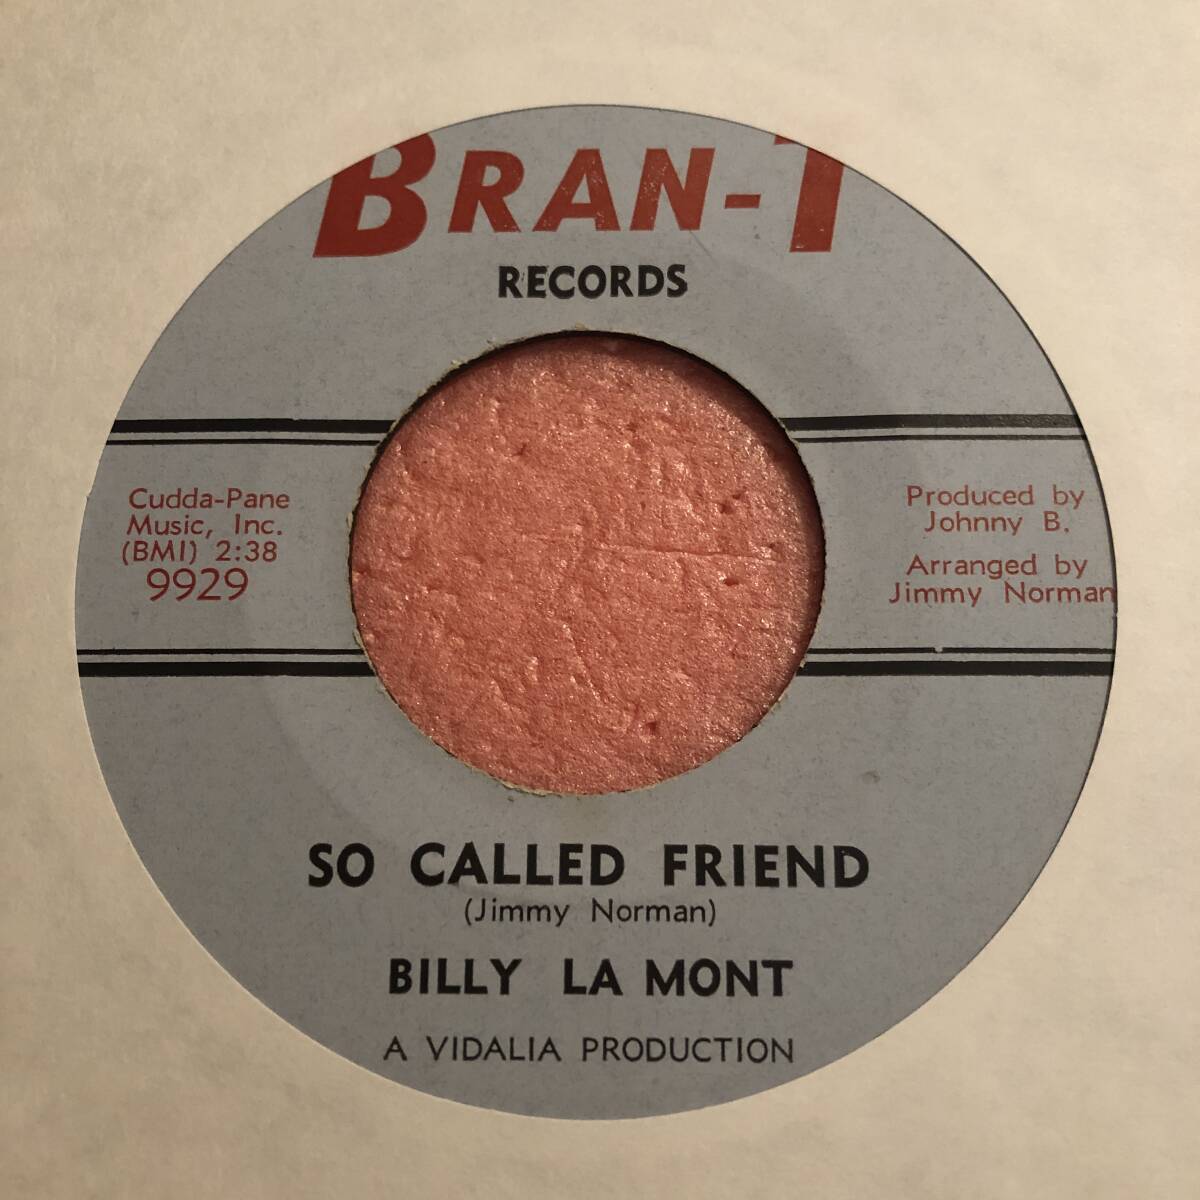 BRAN-T
RECORDS
Cudda-Pane
Music, Inc.
(BMI) 2:38
9929
Produced by
Johnny B.
Arranged by
Jimmy Norman
SO CALLED FRIEND
(Jimmy Norman)
BILLY LA MONT
A VIDALIA PRODUCTION